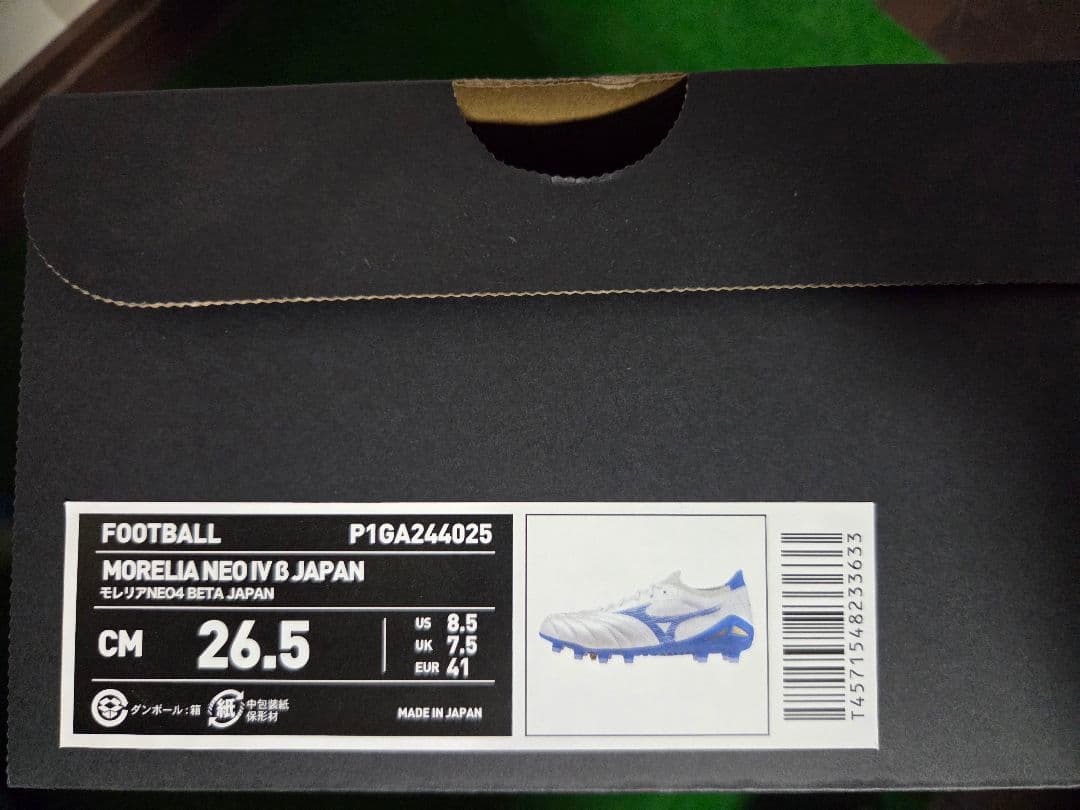 FOOTBALL P1GA244025
MORELIA NEO IV β JAPAN
モレリアNEO4 BETA JAPAN
CM 26.5
US 8.5
UK 7.5
EUR 41
ダンボール:箱
紙 中包装紙
保形材
MADE IN JAPAN
T4571548233633